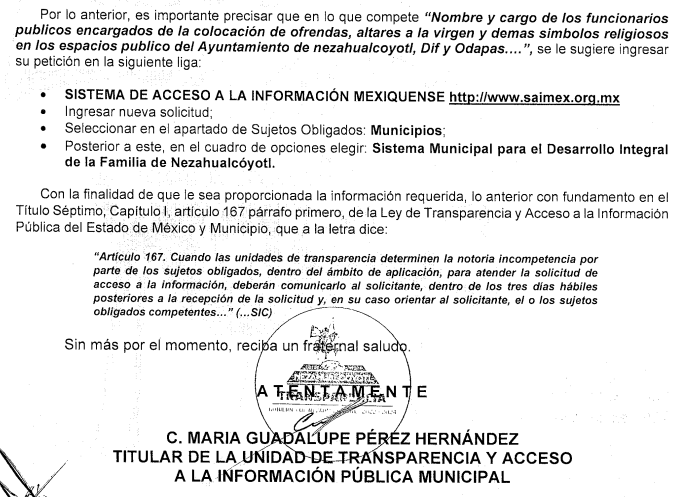 Por lo anterior, es importante precisar que en lo que compete “Nombre y cargo de los funcionarios
publicos encargados de la colocación de ofrendas, altares a la virgen y demas simbolos religiosos
en los espacios publico del Ayuntamiento de nezahualcoyotl, Dif y Odapas….”, se le sugiere ingresar
su petición en la siguiente liga:
• SISTEMA DE ACCESO A LA INFORMACIÓN MEXIQUENSE http://www.saimex.org.mx
• Ingresar nueva solicitud;
• Seleccionar en el apartado de Sujetos Obligados: Municipios;
• Posterior a este, en el cuadro de opciones elegir: Sistema Municipal para el Desarrollo Integral
de la Familia de Nezahualcóyotl.
Con la finalidad de que le sea proporcionada la información requerida, lo anterior con fundamento en el
Título Séptimo, Capítulo I, artículo 167 párrafo primero, de la Ley de Transparencia y Acceso a la Información
Pública del Estado de México y Municipio, que a la letra dice:
“Artículo 167. Cuando las unidades de transparencia determinen la notoria incompetencia por
parte de los sujetos obligados, dentro del ámbito de aplicación, para atender la solicitud de
acceso a la información, deberán comunicarlo al solicitante, dentro de los tres días hábiles
posteriores a la recepción de la solicitud y, en su caso orientar al solicitante, el o los sujetos
obligados competentes…” (…SIC)
Sin más por el momento, reciba un fraternal saludo.
A T E N T A M E N T E
TRANSPARENCIA
C. MARIA GUADALUPE PÉREZ HERNÁNDEZ
TITULAR DE LA UNIDAD DE TRANSPARENCIA Y ACCESO
A LA INFORMACIÓN PÚBLICA MUNICIPAL